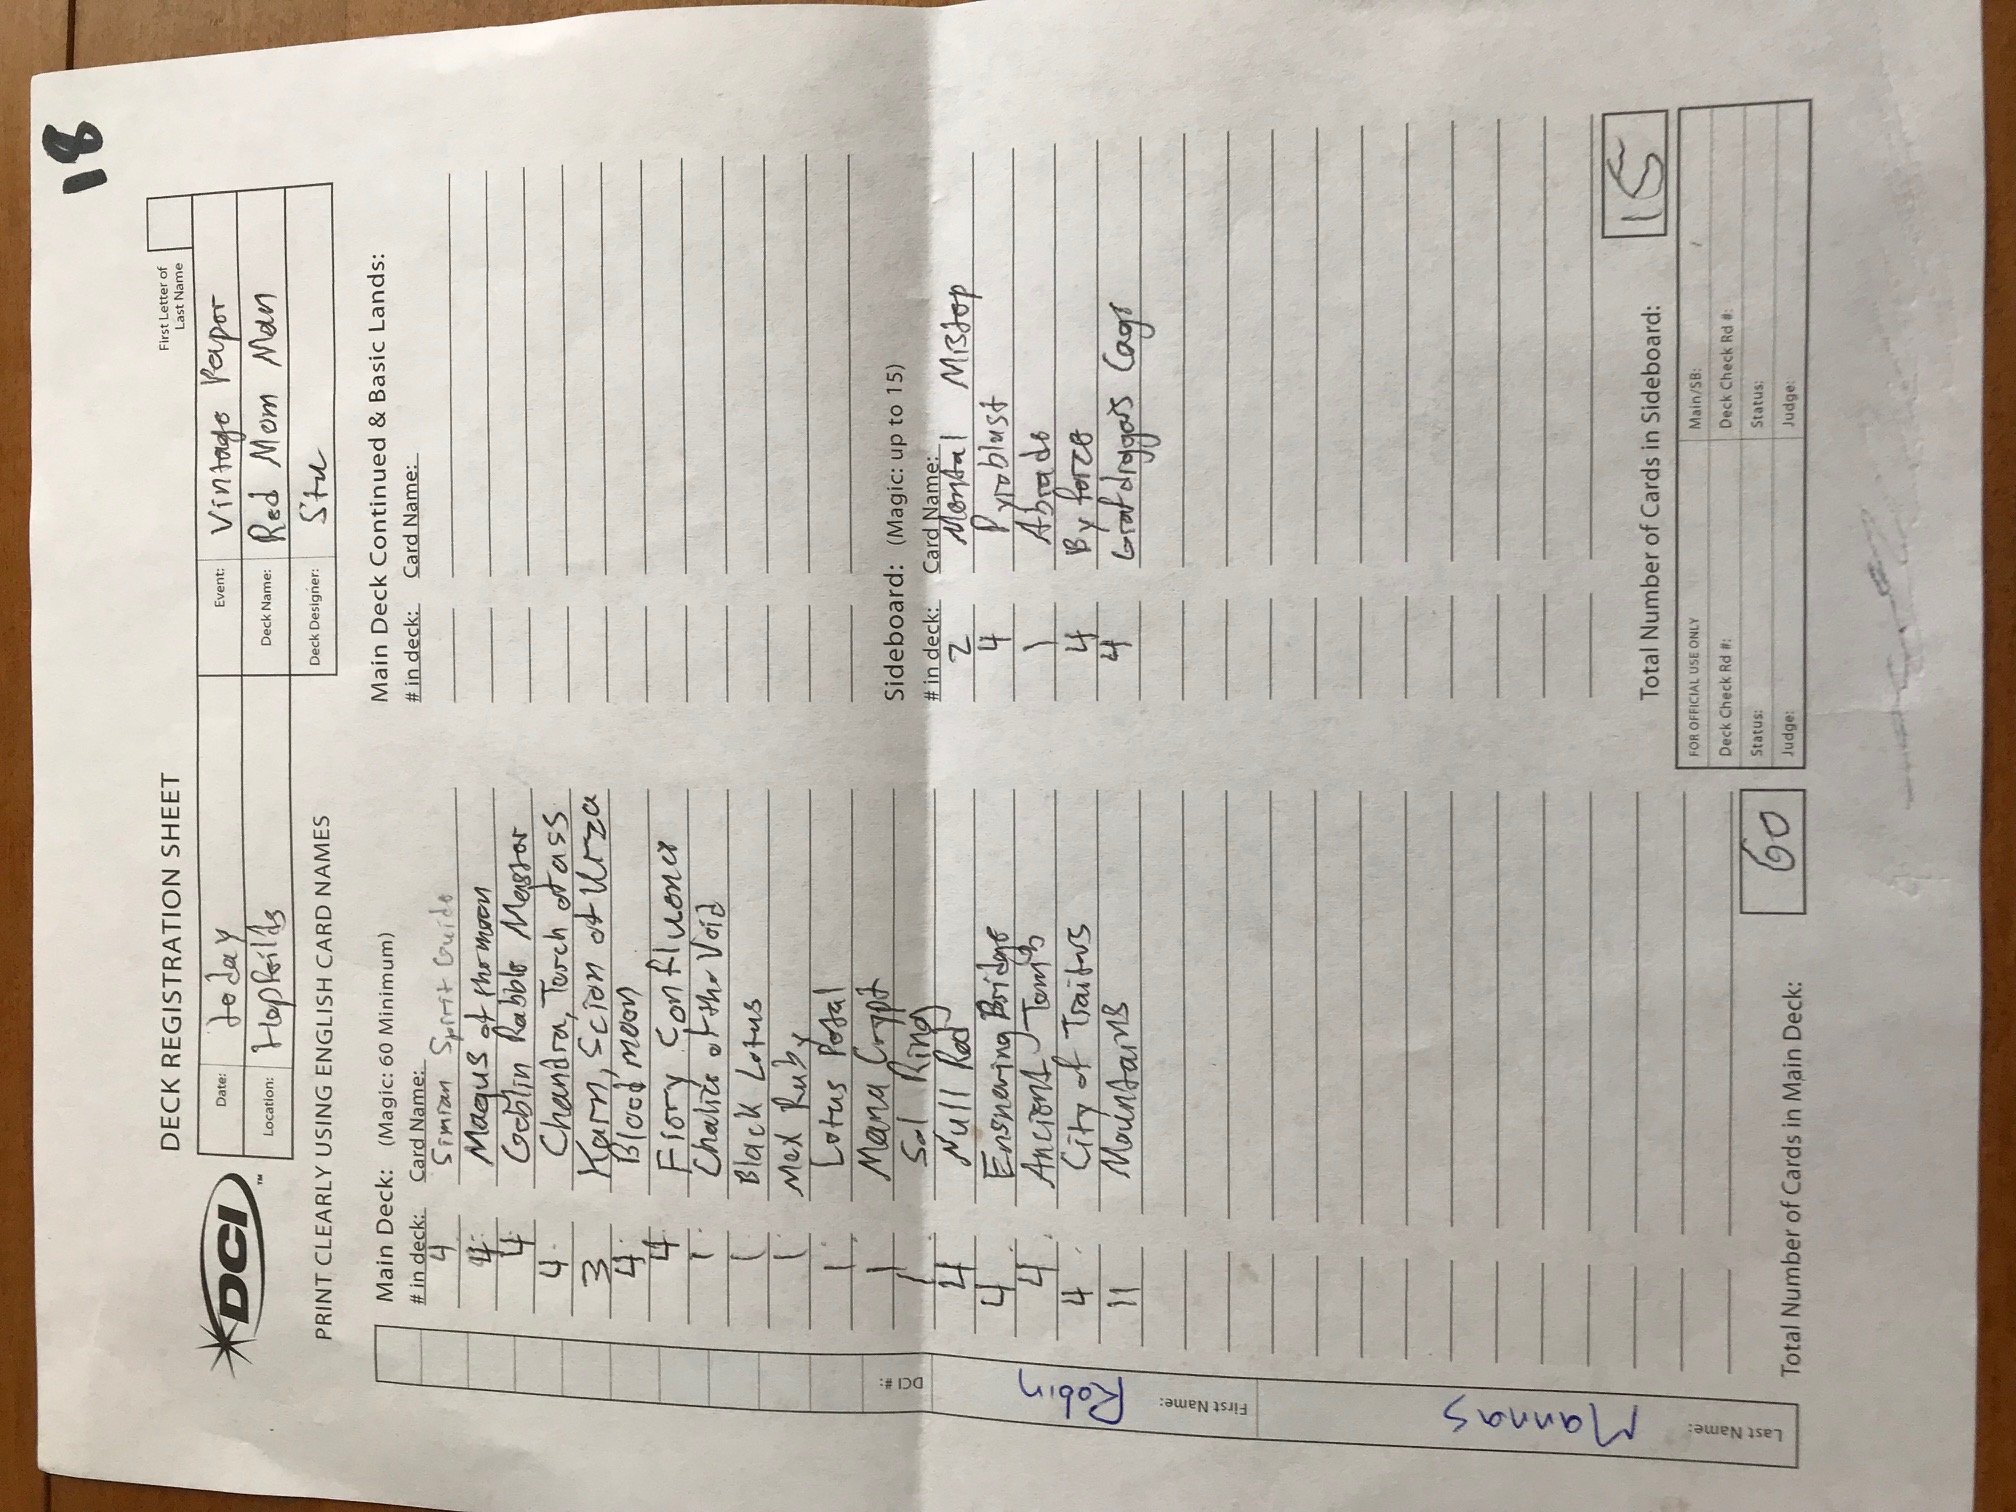 18
DECK REGISTRATION SHEET
First Letter of
Last Name
DCI
TM
Date: today
Event: Vintage Paper
Location:
Deck Name: Red Mom Man
Deck Designer: Stu
PRINT CLEARLY USING ENGLISH CARD NAMES
Main Deck: (Magic: 60 Minimum)
# in deck: Card Name:
4 Simian Spirit Guide
4 Magus of the moon
4 Goblin Rabble Master
4 Chandra, Torch of ass
3 Karn, Scion of Urza
4 Blood moon
4 Fiery Confluence
1 Chalice of the Void
1 Black Lotus
1 Mox Ruby
1 Lotus Petal
1 Mana Crypt
1 Sol Ring
4 Null Rod
4 Ensnaring Bridge
4 Ancient Tomb
4 City of Traitors
11 Mountains
Total Number of Cards in Main Deck: 60
Main Deck Continued & Basic Lands:
# in deck: Card Name:
Sideboard: (Magic: up to 15)
# in deck: Card Name:
2 Mental Mistep
4 Pyroblast
1 Abrade
4 By force
4 Grafdiggers Cage
Total Number of Cards in Sideboard: 15
FOR OFFICIAL USE ONLY
Main/SB: /
Deck Check Rd #:
Deck Check Rd #:
Status:
Status:
Judge:
Judge:
DCI #:
First Name: Robin
Last Name: Mannas